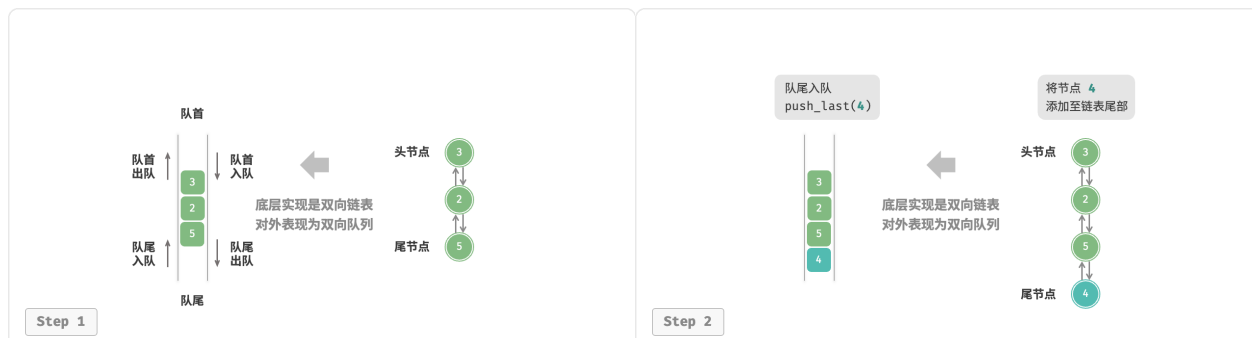 队首
队首
出队
队首
入队
3
2
5
队尾
入队
队尾
出队
队尾
底层实现是双向链表
对外表现为双向队列
头节点
3
2
尾节点
5
Step 1
队尾入队
push_last(4)
3
2
5
4
底层实现是双向链表
对外表现为双向队列
将节点 4
添加至链表尾部
头节点
3
2
5
尾节点
4
Step 2